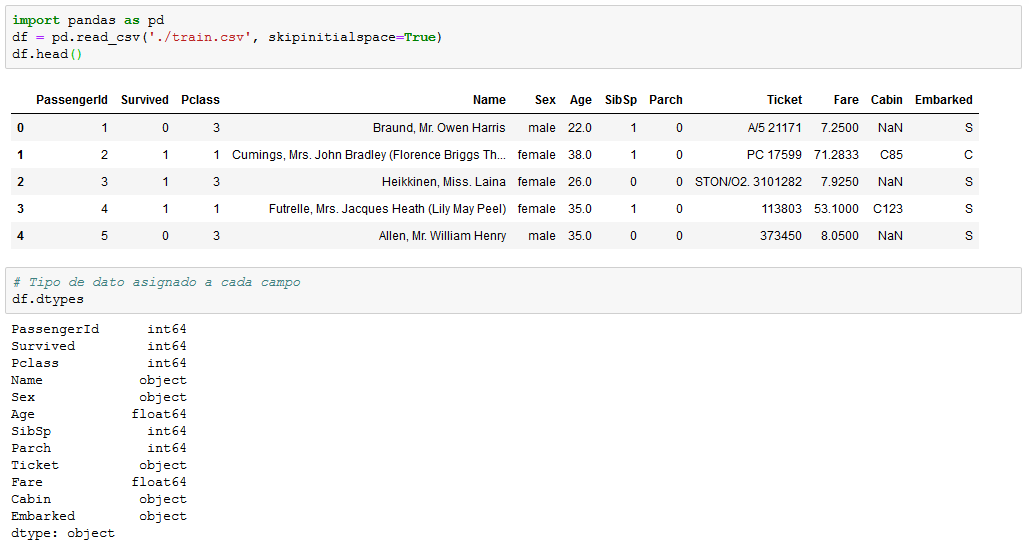 import pandas as pd
df = pd.read_csv('./train.csv', skipinitialspace=True)
df.head()
PassengerId Survived Pclass Name Sex Age SibSp Parch Ticket Fare Cabin Embarked
0 1 0 3 Braund, Mr. Owen Harris male 22.0 1 0 A/5 21171 7.2500 NaN S
1 2 1 1 Cumings, Mrs. John Bradley (Florence Briggs Th... female 38.0 1 0 PC 17599 71.2833 C85 C
2 3 1 3 Heikkinen, Miss. Laina female 26.0 0 0 STON/O2. 3101282 7.9250 NaN S
3 4 1 1 Futrelle, Mrs. Jacques Heath (Lily May Peel) female 35.0 1 0 113803 53.1000 C123 S
4 5 0 3 Allen, Mr. William Henry male 35.0 0 0 373450 8.0500 NaN S
# Tipo de dato asignado a cada campo
df.dtypes
PassengerId int64
Survived int64
Pclass int64
Name object
Sex object
Age float64
SibSp int64
Parch int64
Ticket object
Fare float64
Cabin object
Embarked object
dtype: object